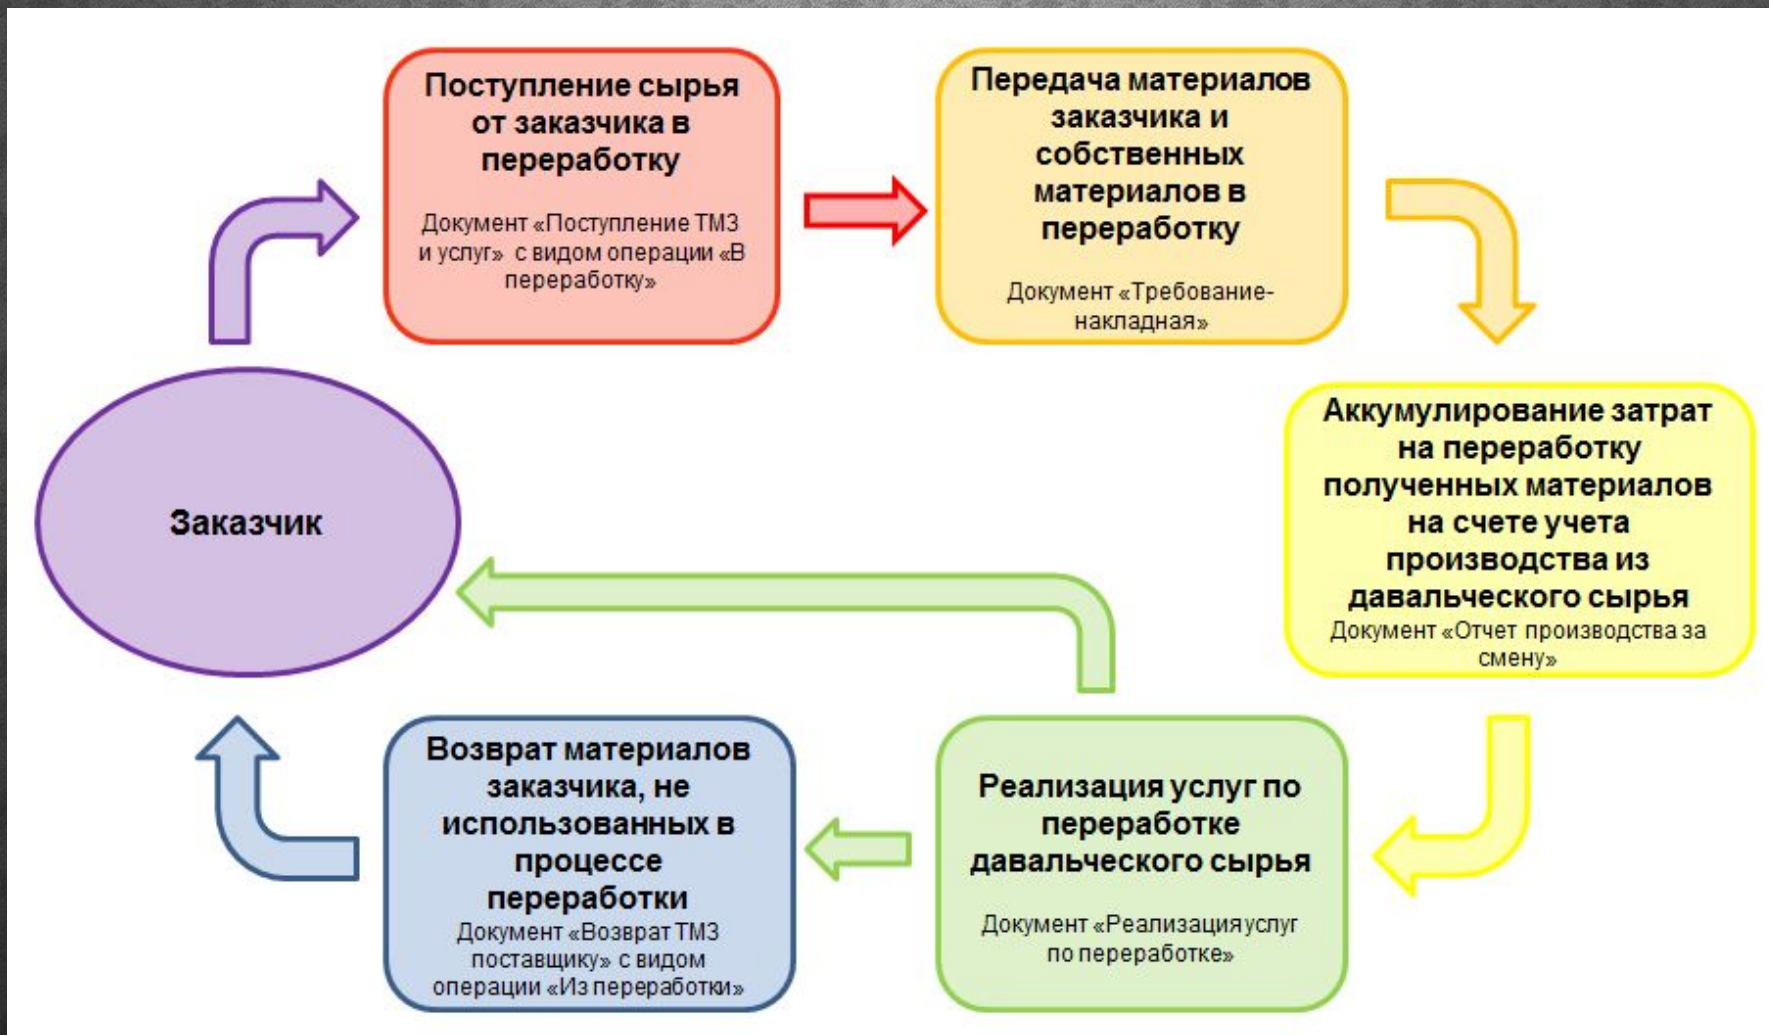 Поступление сырья
от заказчика в
переработку
Документ «Поступление ТМЗ
и услуг» с видом операции «В
переработку»
Передача материалов
заказчика и
собственных
материалов в
переработку
Документ «Требование-
накладная»
Аккумулирование затрат
на переработку
полученных материалов
на счете учета
производства из
давальческого сырья
Документ «Отчет производства за
смену»
Реализация услуг по
переработке
давальческого сырья
Документ «Реализация услуг
по переработке»
Возврат материалов
заказчика, не
использованных в
процессе
переработки
Документ «Возврат ТМЗ
поставщику» с видом
операции «Из переработки»
Заказчик